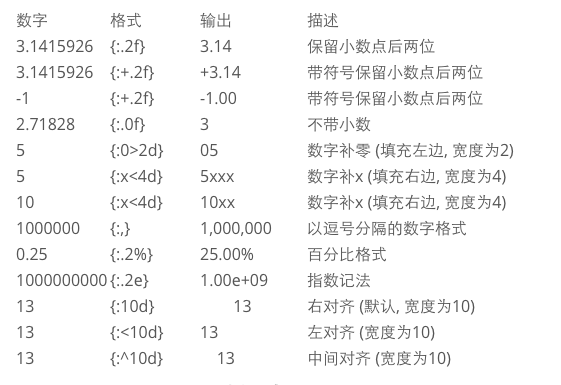 数字 格式 输出 描述
3.1415926 {:.2f} 3.14 保留小数点后两位
3.1415926 {:+.2f} +3.14 带符号保留小数点后两位
-1 {:+.2f} -1.00 带符号保留小数点后两位
2.71828 {:.0f} 3 不带小数
5 {:0>2d} 05 数字补零 (填充左边, 宽度为2)
5 {:x<4d} 5xxx 数字补x (填充右边, 宽度为4)
10 {:x<4d} 10xx 数字补x (填充右边, 宽度为4)
1000000 {:,} 1,000,000 以逗号分隔的数字格式
0.25 {:.2%} 25.00% 百分比格式
1000000000 {:.2e} 1.00e+09 指数记法
13 {:10d} 13 右对齐 (默认, 宽度为10)
13 {:<10d} 13 左对齐 (宽度为10)
13 {:^10d} 13 中间对齐 (宽度为10)